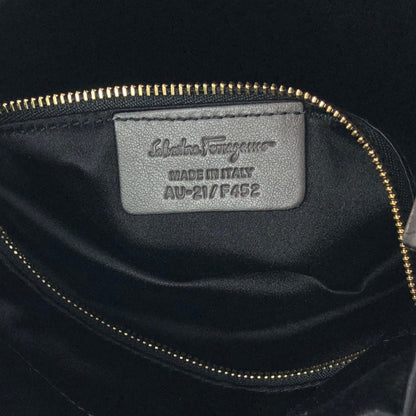 Salvatore Ferragamo
MADE IN ITALY
AU-21/F452